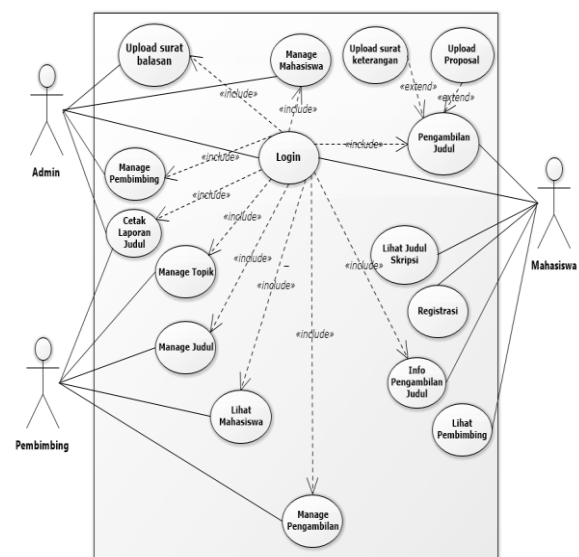 Upload surat
balasan
Manage
Mahasiswa
Upload surat
keterangan
Upload
Proposal
«extend»
«extend»
«include»
«include»
Admin
Login
«include»
Pengambilan
Judul
Manage
Pembimbing
«include»
Mahasiswa
Cetak
Laporan
Judul
«include»
Manage Topik
«include»
«include»
«include»
«include»
Lihat Judul
Skripsi
Registrasi
«include»
Manage Judul
Pembimbing
Info
Pengambilan
Judul
Lihat
Mahasiswa
Lihat
Pembimbing
Manage
Pengambilan